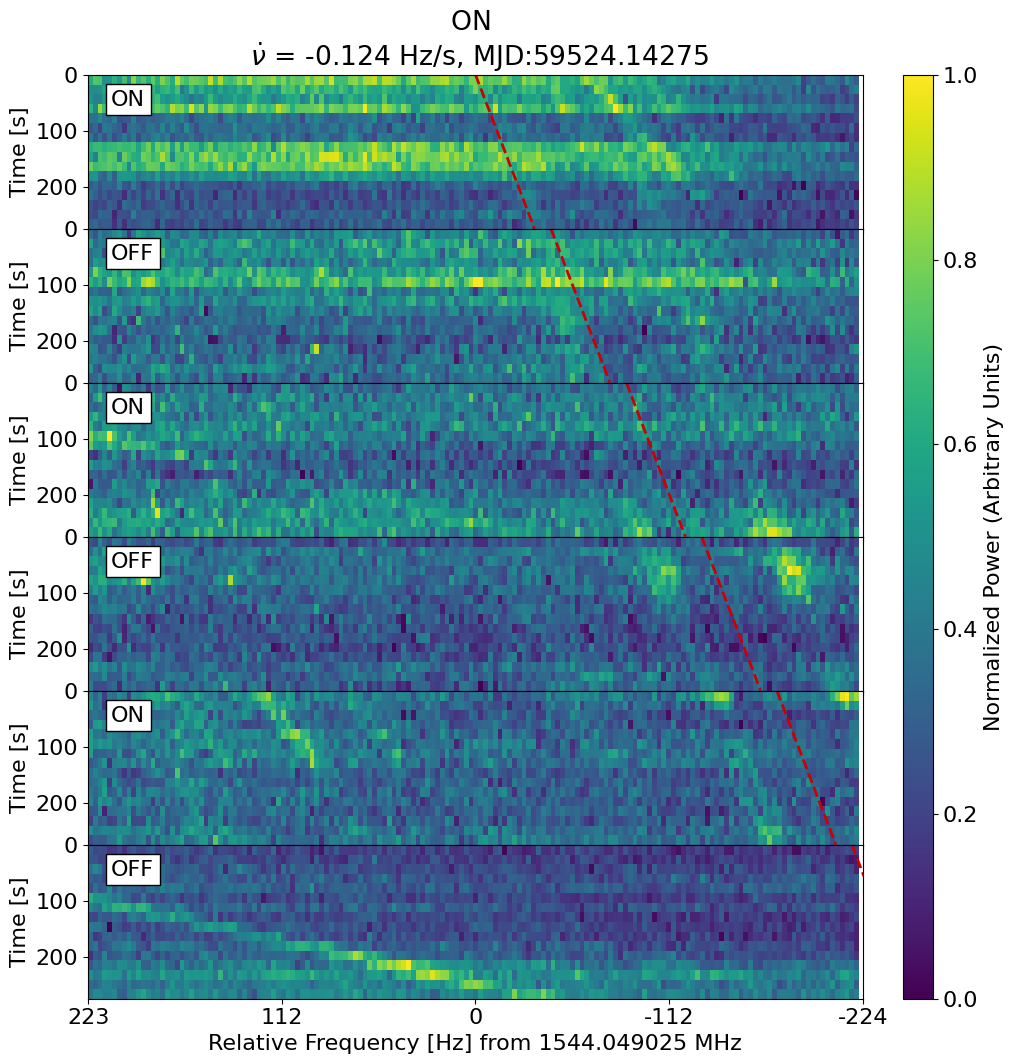 ON
ν̇ = -0.124 Hz/s, MJD:59524.14275
0
ON
100
Time [s]
200
0
OFF
100
Time [s]
200
0
ON
100
Time [s]
200
0
OFF
100
Time [s]
200
0
ON
100
Time [s]
200
0
OFF
100
Time [s]
200
223 112 0 -112 -224
Relative Frequency [Hz] from 1544.049025 MHz
1.0
0.8
0.6
0.4
0.2
0.0
Normalized Power (Arbitrary Units)